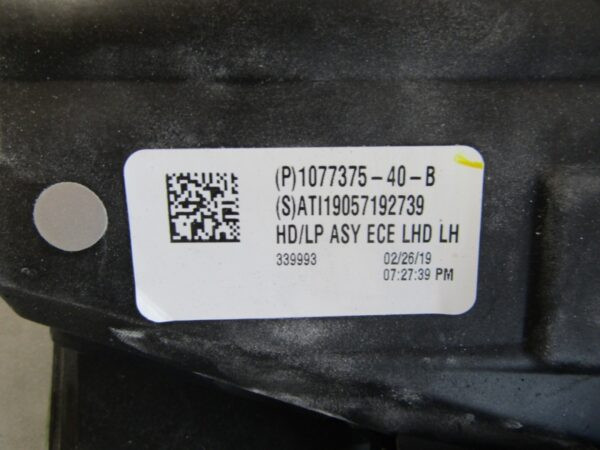 (P)1077375-40-B
(S)ATI19057192739
HD/LP ASY ECE LHD LH
339993 02/26/19
07:27:39 PM